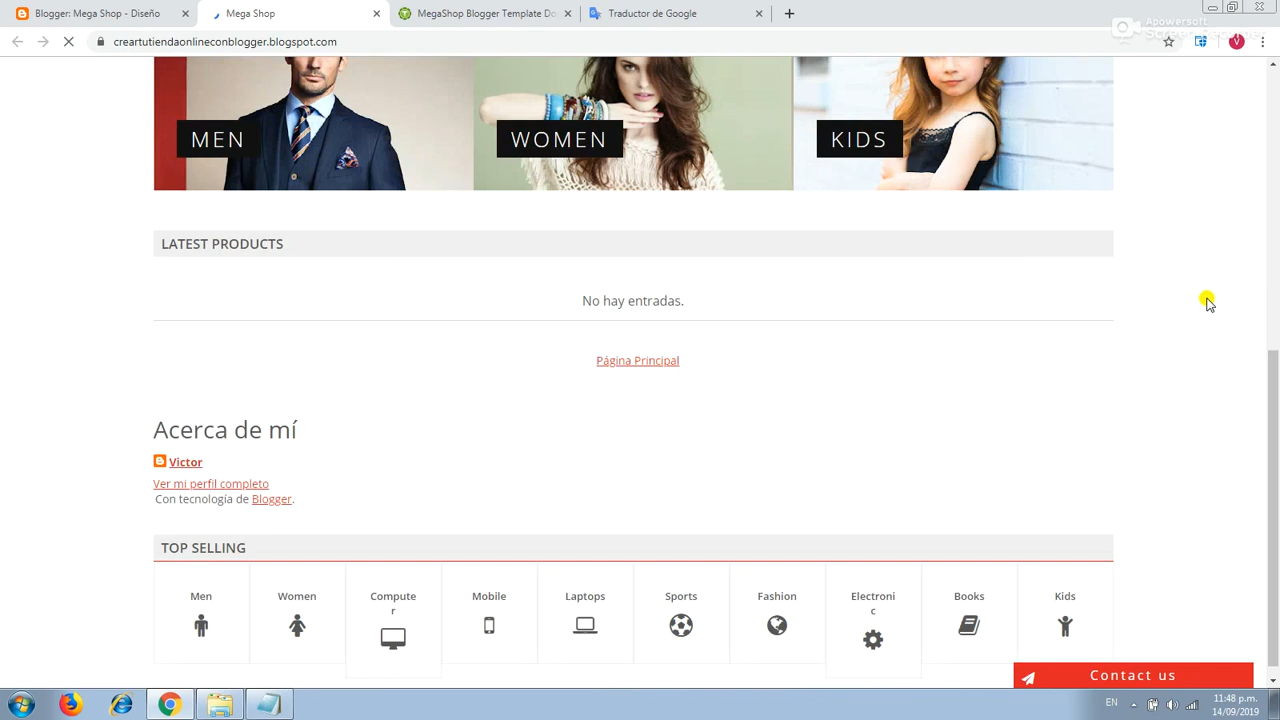 Blogger: Mega Shop - Diseño
Mega Shop
MegaShop Blogger Template Do
Traductor de Google
Apowersoft
Screen Recorder
creartutiendaonlineconblogger.blogspot.com
V
MEN
WOMEN
KIDS
LATEST PRODUCTS
No hay entradas.
Página Principal
Acerca de mí
Victor
Ver mi perfil completo
Con tecnología de Blogger.
TOP SELLING
Men
Women
Compute
r
Mobile
Laptops
Sports
Fashion
Electroni
c
Books
Kids
Contact us
EN
11:48 p.m.
14/09/2019